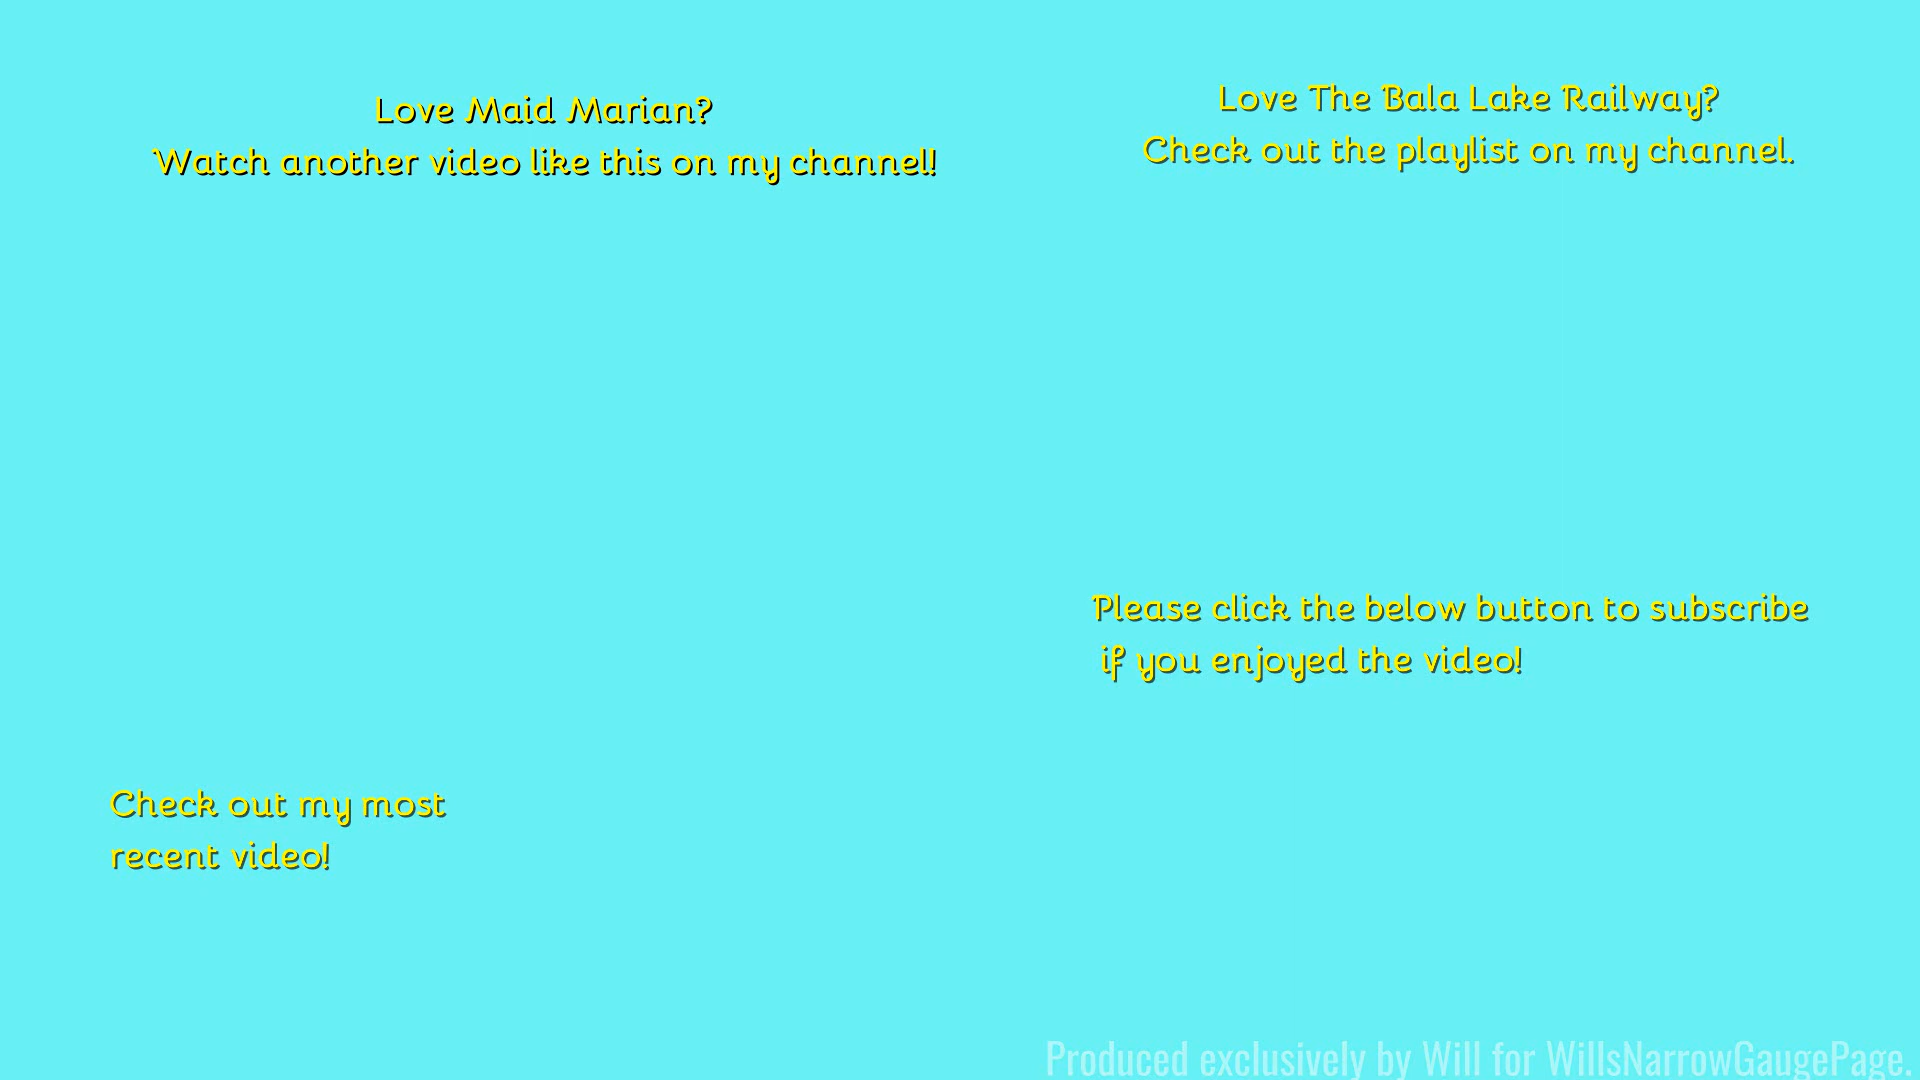 Love Maid Marian?
Watch another video like this on my channel!
Love The Bala Lake Railway?
Check out the playlist on my channel.
Please click the below button to subscribe
if you enjoyed the video!
Check out my most
recent video!
Produced exclusively by Will for WillsNarrowGaugePage.